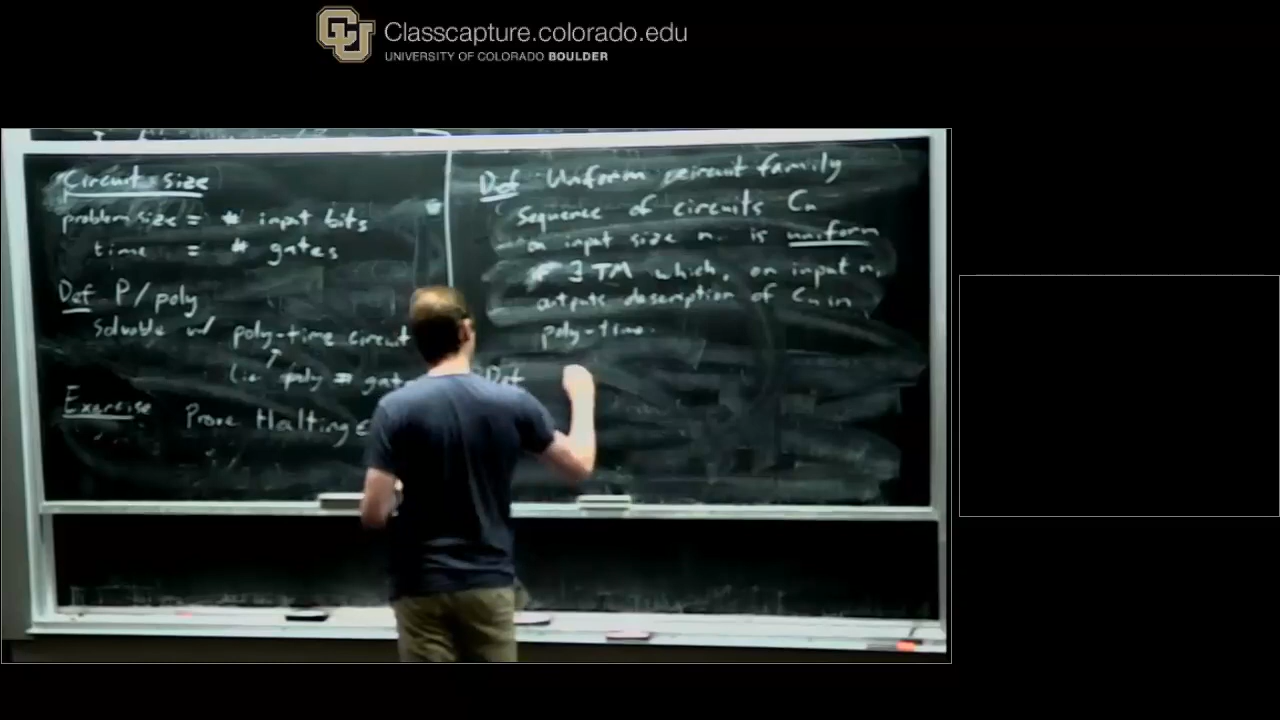 Classcapture.colorado.edu
UNIVERSITY OF COLORADO BOULDER
Circuit size
problem size = # input bits
time = # gates
Def P/poly
Solvable w/ poly-time circuit
(ie poly #
Exercise Prove Halting ∈
Def Uniform circuit family
Sequence of circuits Cn
on input size n. is uniform
if ∃ TM which, on input n,
outputs description of Cn in
poly-time.
Def